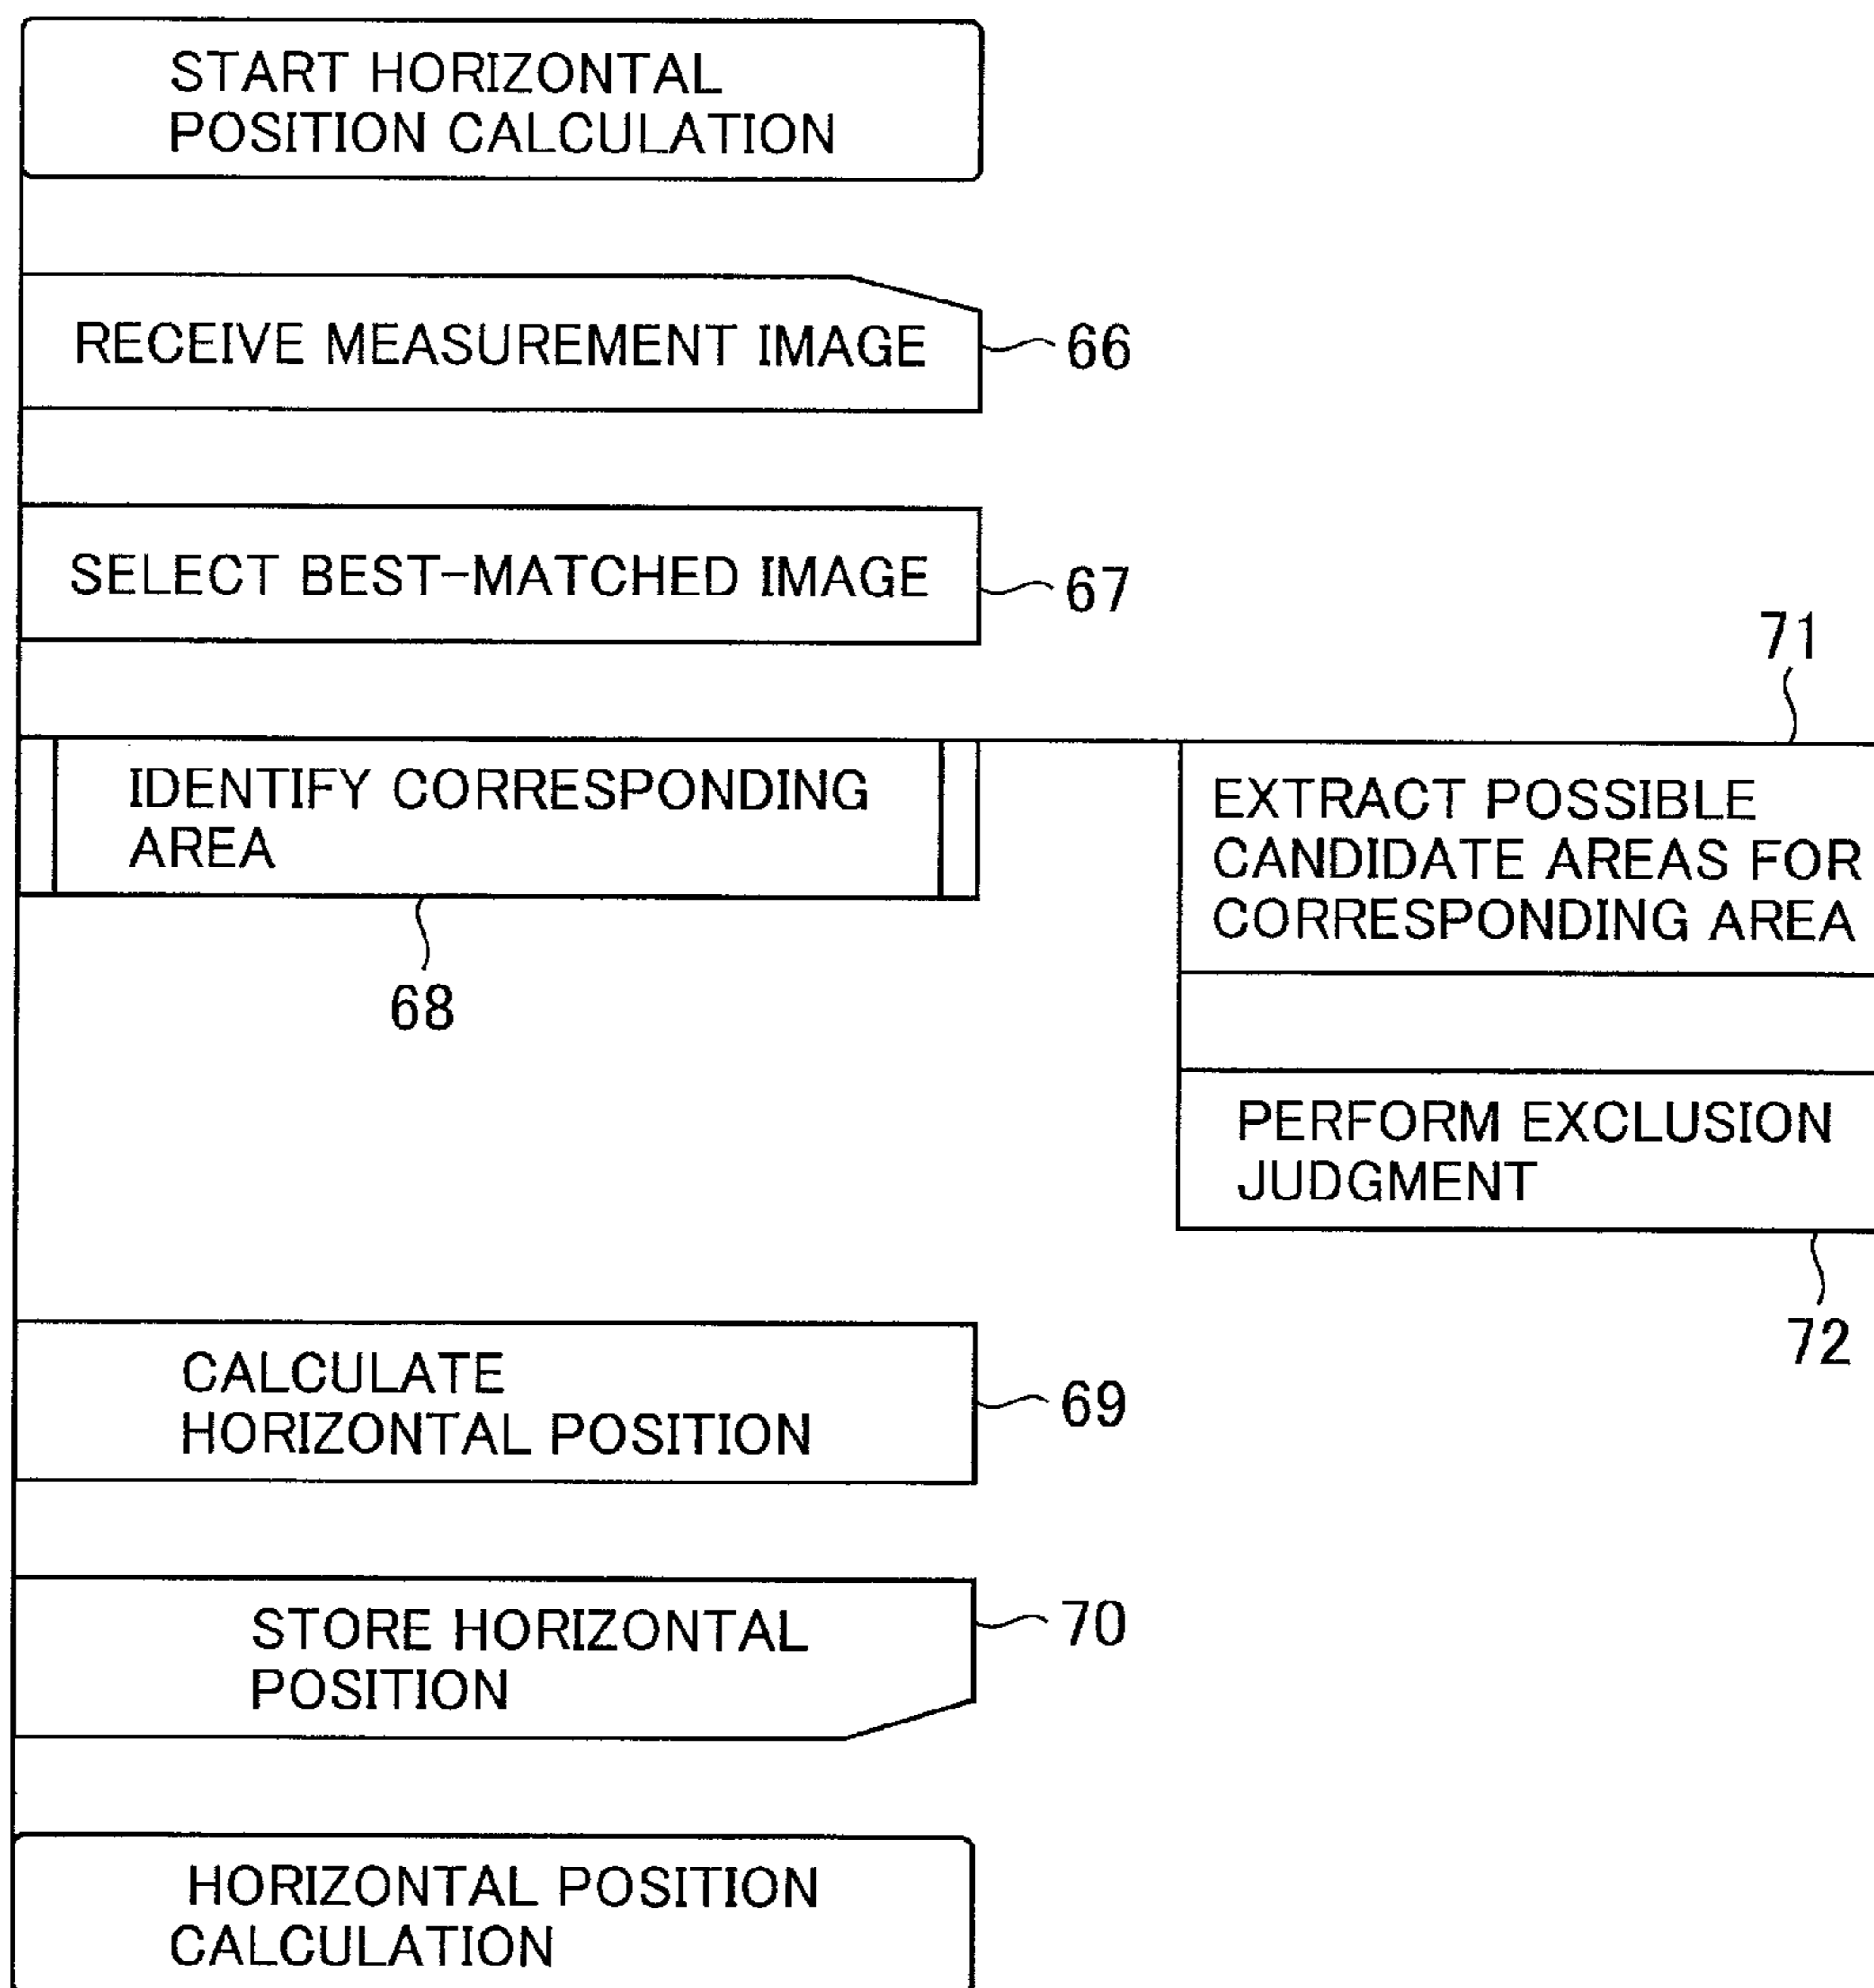 START HORIZONTAL
POSITION CALCULATION
RECEIVE MEASUREMENT IMAGE
66
SELECT BEST-MATCHED IMAGE
67
71
IDENTIFY CORRESPONDING
AREA
68
EXTRACT POSSIBLE
CANDIDATE AREAS FOR
CORRESPONDING AREA
PERFORM EXCLUSION
JUDGMENT
72
CALCULATE
HORIZONTAL POSITION
69
STORE HORIZONTAL
POSITION
70
HORIZONTAL POSITION
CALCULATION